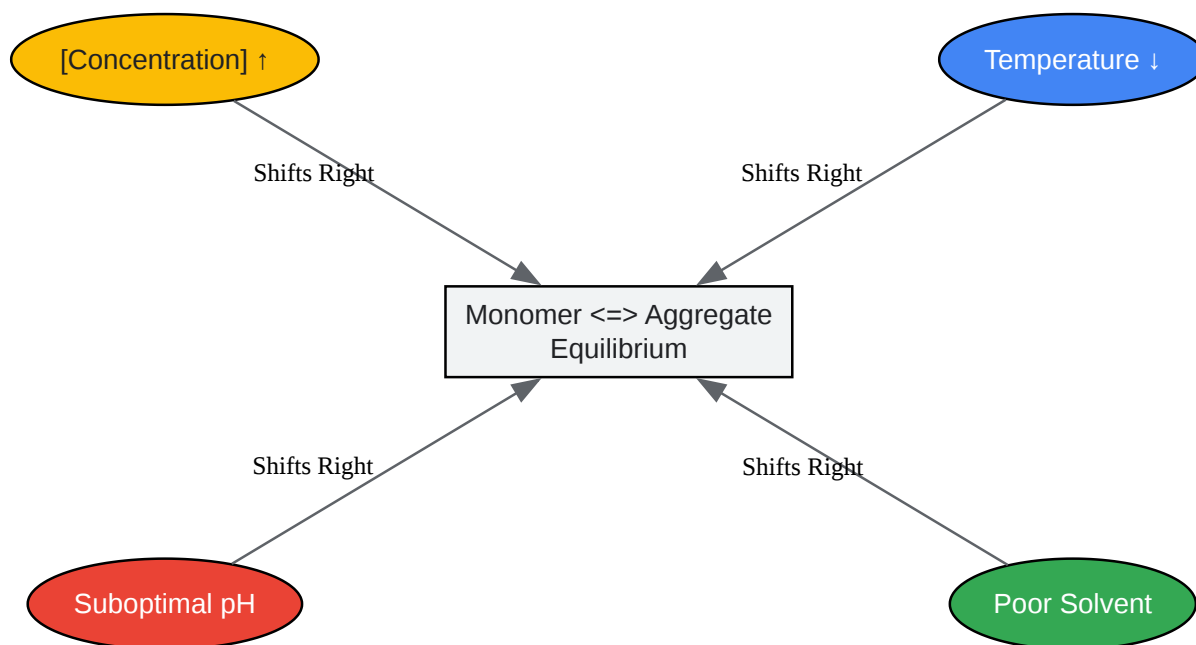 [Concentration] ↑
Temperature ↓
Shifts Right
Shifts Right
Monomer <=> Aggregate
Equilibrium
Shifts Right
Shifts Right
Suboptimal pH
Poor Solvent